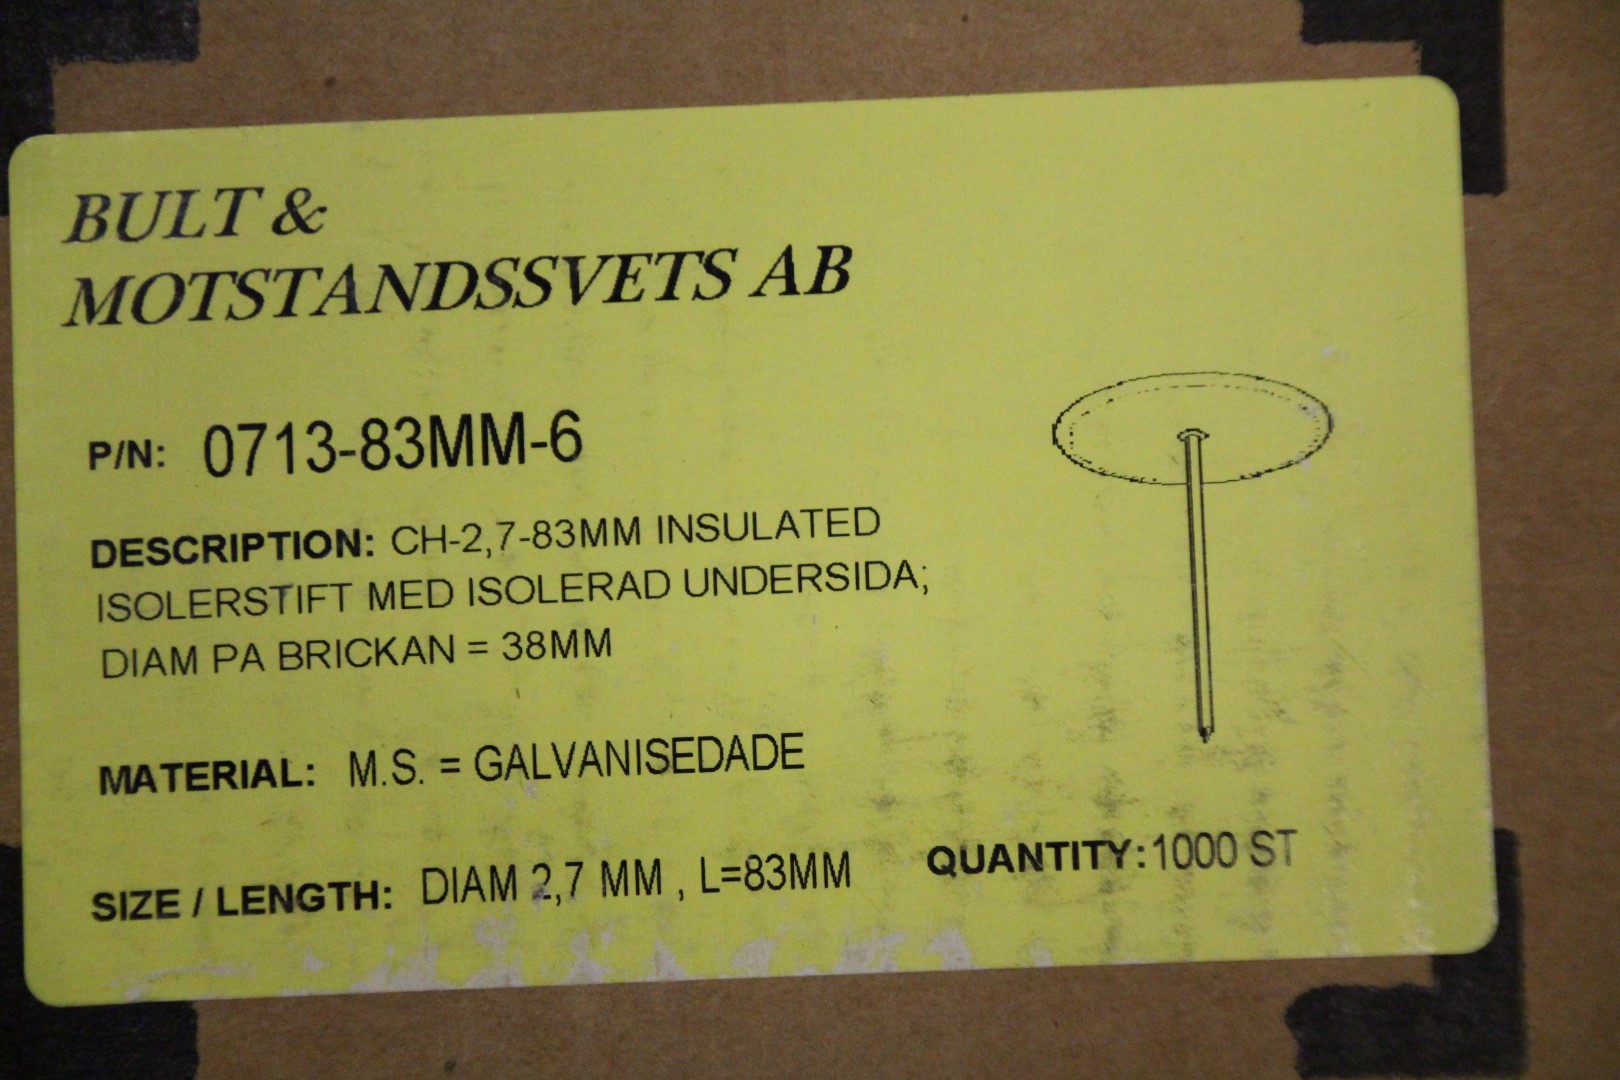 BULT &
MOTSTANDSSVETS AB
P/N: 0713-83MM-6
DESCRIPTION: CH-2,7-83MM INSULATED
ISOLERSTIFT MED ISOLERAD UNDERSIDA;
DIAM PA BRICKAN = 38MM
MATERIAL: M.S. = GALVANISEDADE
SIZE / LENGTH: DIAM 2,7 MM , L=83MM
QUANTITY: 1000 ST